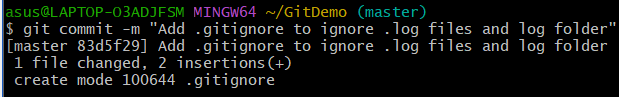 asus@LAPTOP-O3ADJFSM MINGW64 ~/GitDemo (master)
$ git commit -m "Add .gitignore to ignore .log files and log folder"
[master 83d5f29] Add .gitignore to ignore .log files and log folder
 1 file changed, 2 insertions(+)
 create mode 100644 .gitignore